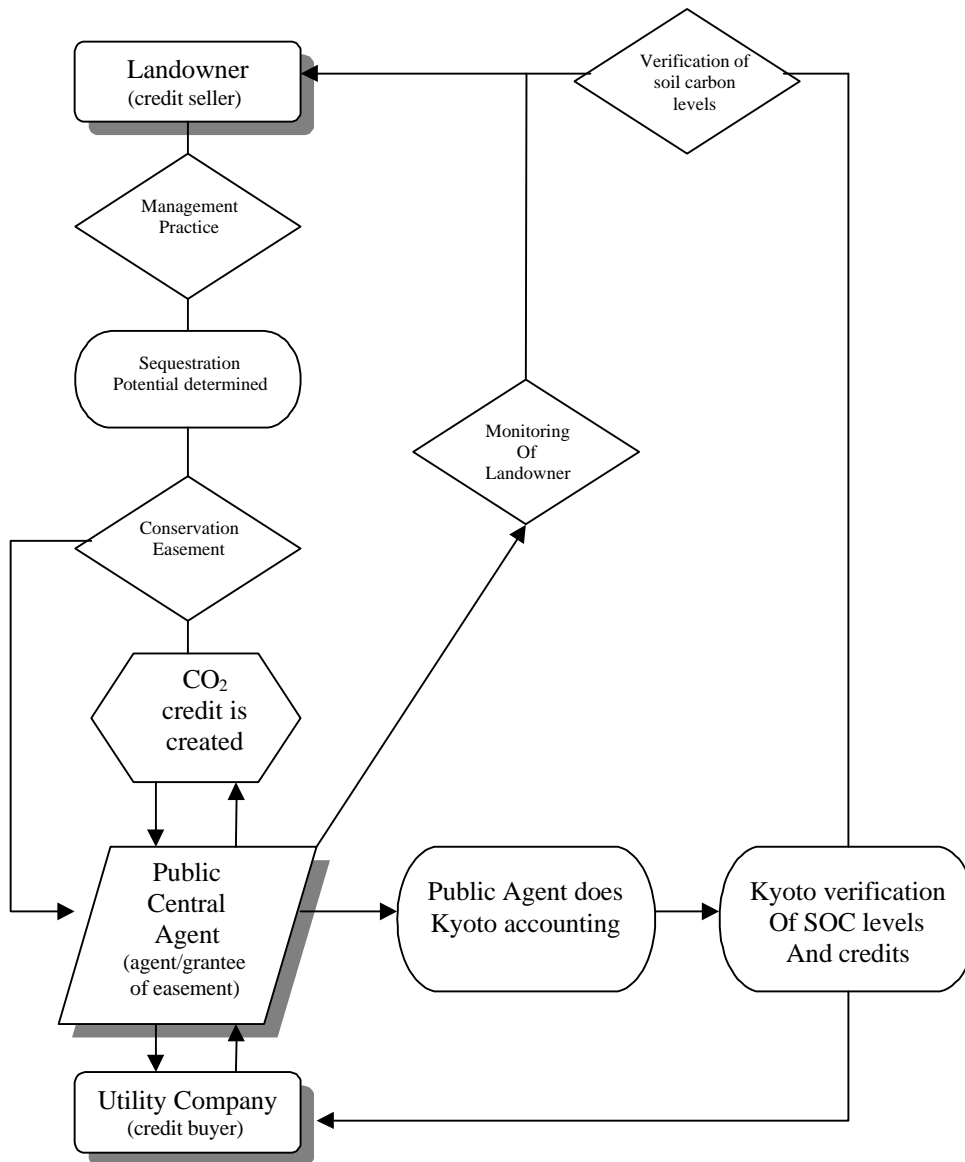 Landowner
(credit seller)
Verification of
soil carbon
levels
Management
Practice
Sequestration
Potential determined
Monitoring
Of
Landowner
Conservation
Easement
CO₂
credit is
created
Public
Central
Agent
(agent/grantee
of easement)
Public Agent does
Kyoto accounting
Kyoto verification
Of SOC levels
And credits
Utility Company
(credit buyer)